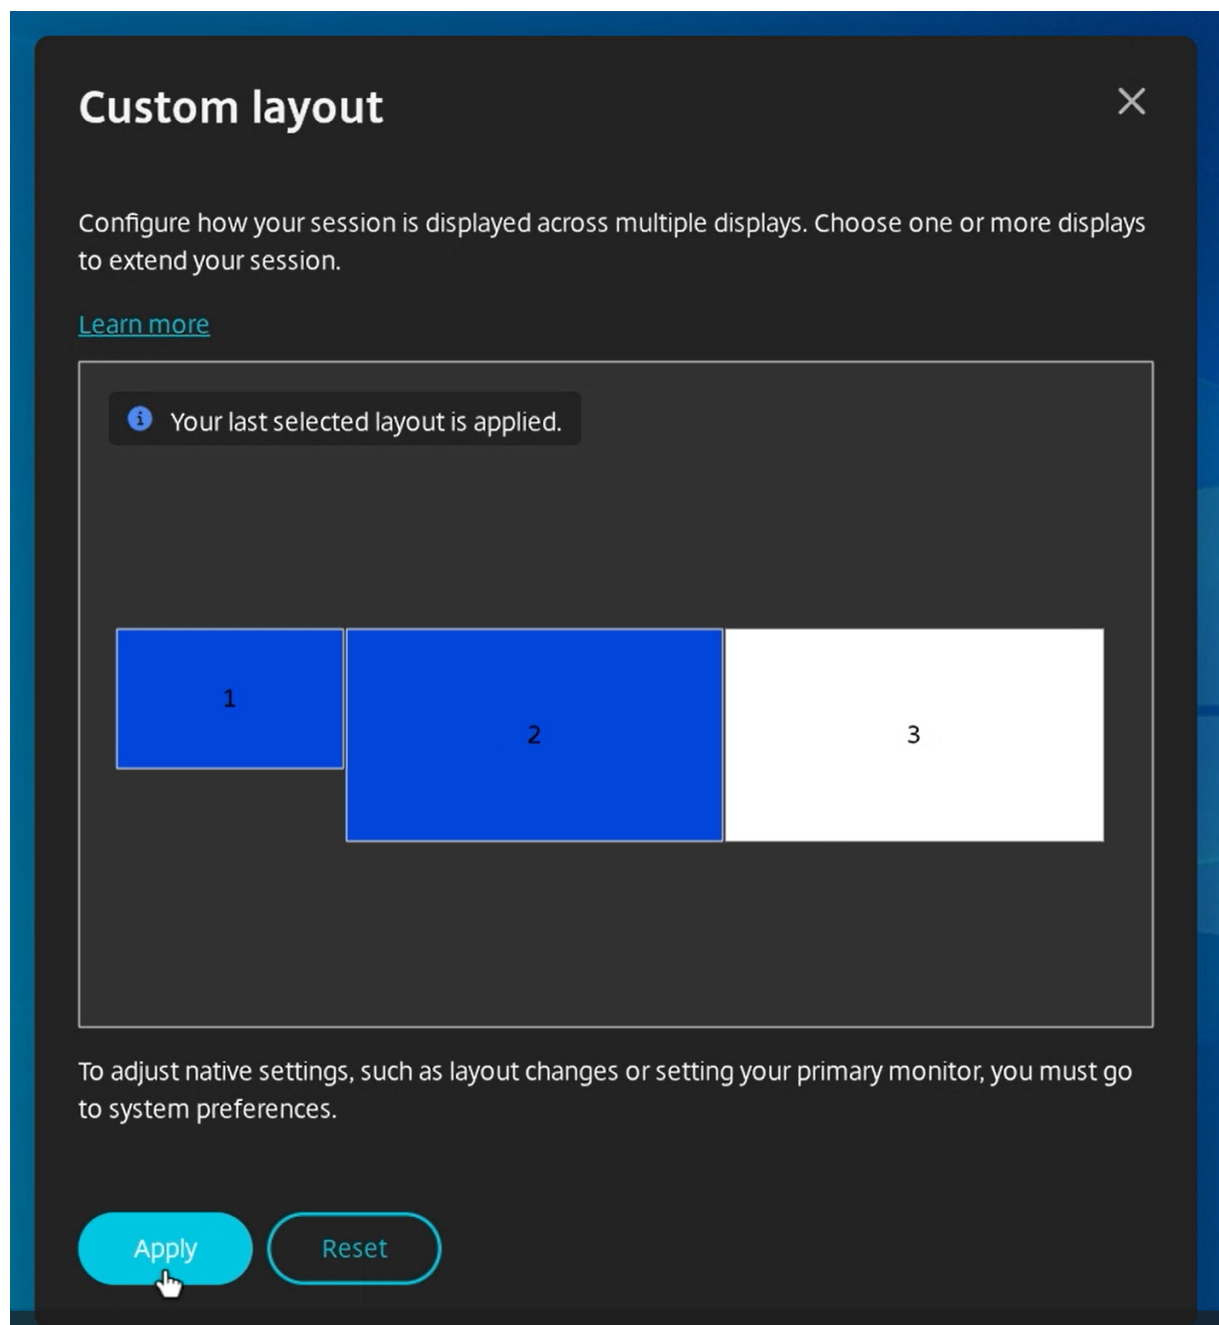 Custom layout
Configure how your session is displayed across multiple displays. Choose one or more displays
to extend your session.
Learn more
Your last selected layout is applied.
1
2
3
To adjust native settings, such as layout changes or setting your primary monitor, you must go
to system preferences.
Apply
Reset